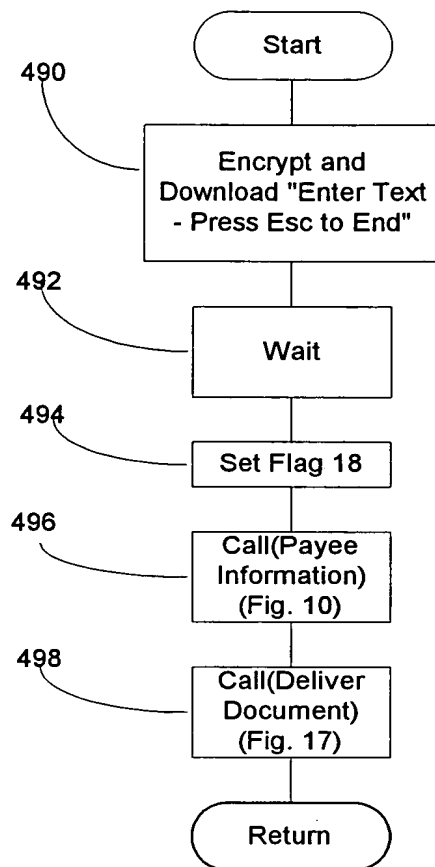 Start
490
Encrypt and
Download "Enter Text
- Press Esc to End"
492
Wait
494
Set Flag 18
496
Call(Payee
Information)
(Fig. 10)
498
Call(Deliver
Document)
(Fig. 17)
Return